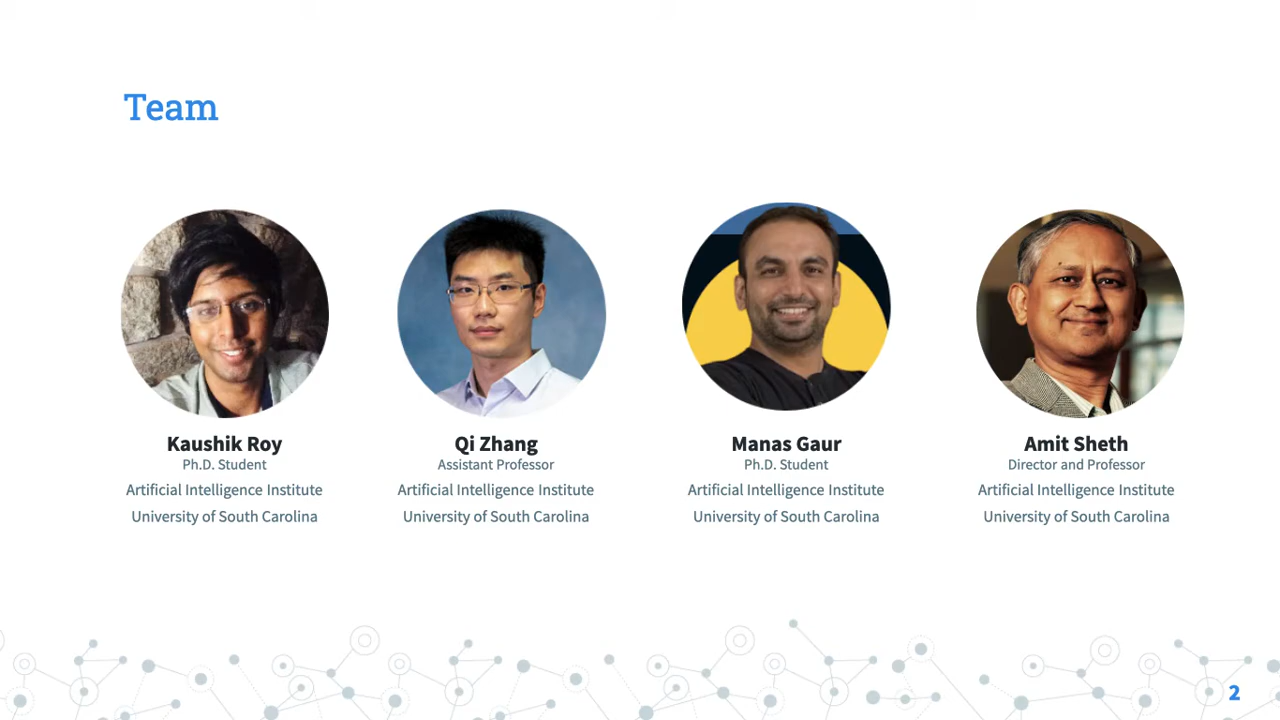 Team
Kaushik Roy
Ph.D. Student
Artificial Intelligence Institute
University of South Carolina
Qi Zhang
Assistant Professor
Artificial Intelligence Institute
University of South Carolina
Manas Gaur
Ph.D. Student
Artificial Intelligence Institute
University of South Carolina
Amit Sheth
Director and Professor
Artificial Intelligence Institute
University of South Carolina
2